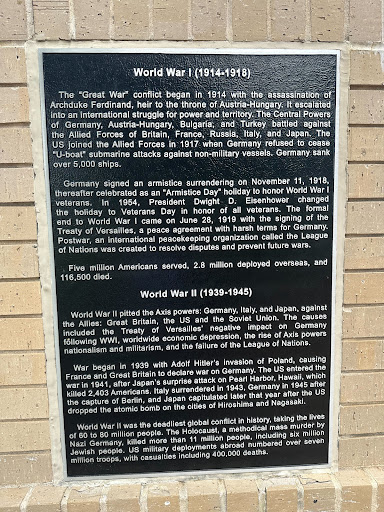 World War I (1914-1918)
The "Great War" conflict began in 1914 with the assassination of
Archduke Ferdinand, heir to the throne of Austria-Hungary. It escalated
into an international struggle for power and territory. The Central Powers
of Germany, Austria-Hungary, Bulgaria, and Turkey battled against
the Allied Forces of Britain, France, Russia, Italy, and Japan. The
US joined the Allied Forces in 1917 when Germany refused to cease
"U-boat" submarine attacks against non-military vessels. Germany sank
over 5,000 ships.
Germany signed an armistice surrendering on November 11, 1918,
thereafter celebrated as an "Armistice Day" holiday to honor World War I
veterans. In 1954, President Dwight D. Eisenhower changed
the holiday to Veterans Day in honor of all veterans. The formal
end to World War I came on June 28, 1919 with the signing of the
Treaty of Versailles, a peace agreement with harsh terms for Germany.
Postwar, an international peacekeeping organization called the League
of Nations was created to resolve disputes and prevent future wars.
Five million Americans served, 2.8 million deployed overseas, and
116,500 died.
World War II (1939-1945)
World War II pitted the Axis powers: Germany, Italy, and Japan, against
the Allies: Great Britain, the US and the Soviet Union. The causes
included the Treaty of Versailles' negative impact on Germany
following WWI, worldwide economic depression, the rise of Axis powers
nationalism and militarism, and the failure of the League of Nations.
War began in 1939 with Adolf Hitler's invasion of Poland, causing
France and Great Britain to declare war on Germany. The US entered the
war in 1941, after Japan's surprise attack on Pearl Harbor, Hawaii, which
killed 2,403 Americans. Italy surrendered in 1943, Germany in 1945 after
the capture of Berlin, and Japan capitulated later that year after the US
dropped the atomic bomb on the cities of Hiroshima and Nagasaki.
World War II was the deadliest global conflict in history, taking the lives
of 60 to 80 million people. The Holocaust, a methodical mass murder by
Nazi Germany, killed more than 11 million people, including six million
Jewish people. US military deployments abroad numbered over seven
million troops, with casualties including 400,000 deaths.